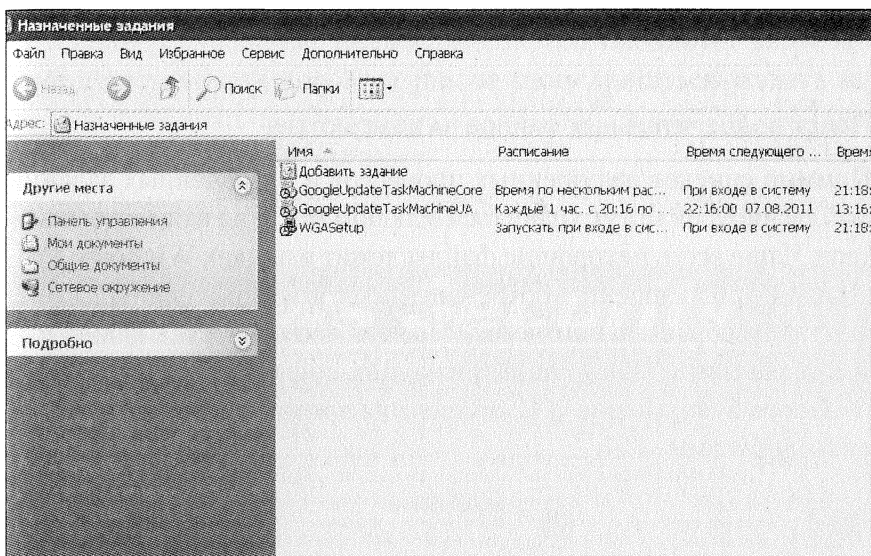 Назначенные задания
Файл Правка Вид Избранное Сервис Дополнительно Справка
Назад Поиск Папки
Адрес: Назначенные задания
Имя Расписание Время следующего ... Время
Добавить задание
GoogleUpdateTaskMachineCore Время по нескольким рас... При входе в систему 21:18:
GoogleUpdateTaskMachineUA Каждые 1 час. с 20:16 по ... 22:16:00 07.08.2011 13:16:
WGASetup Запускать при входе в сис... При входе в систему 21:18:
Другие места
Панель управления
Мои документы
Общие документы
Сетевое окружение
Подробно